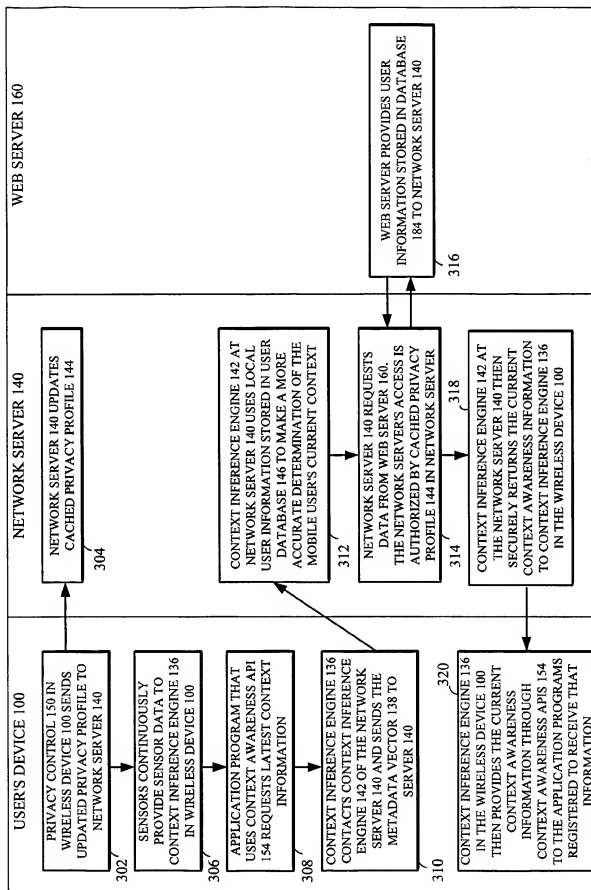 USER'S DEVICE 100
PRIVACY CONTROL 150 IN
WIRELESS DEVICE 100 SENDS
UPDATED PRIVACY PROFILE TO
NETWORK SERVER 140
302
SENSORS CONTINUOUSLY
PROVIDE SENSOR DATA TO
CONTEXT INFERENCE ENGINE 136
IN WIRELESS DEVICE 100
306
APPLICATION PROGRAM THAT
USES CONTEXT AWARENESS API
154 REQUESTS LATEST CONTEXT
INFORMATION
308
CONTEXT INFERENCE ENGINE 136
CONTACTS CONTEXT INFERENCE
ENGINE 142 OF THE NETWORK
SERVER 140 AND SENDS THE
METADATA VECTOR 138 TO
SERVER 140
310
320
CONTEXT INFERENCE ENGINE 136
IN THE WIRELESS DEVICE 100
THEN PROVIDES THE CURRENT
CONTEXT AWARENESS
INFORMATION THROUGH
CONTEXT AWARENESS APIS 154
TO THE APPLICATION PROGRAMS
REGISTERED TO RECEIVE THAT
INFORMATION
NETWORK SERVER 140
NETWORK SERVER 140 UPDATES
CACHED PRIVACY PROFILE 144
304
CONTEXT INFERENCE ENGINE 142 AT
NETWORK SERVER 140 USES LOCAL
USER INFORMATION STORED IN USER
DATABASE 146 TO MAKE A MORE
ACCURATE DETERMINATION OF THE
MOBILE USER'S CURRENT CONTEXT
312
NETWORK SERVER 140 REQUESTS
DATA FROM WEB SERVER 160.
THE NETWORK SERVER'S ACCESS IS
AUTHORIZED BY CACHED PRIVACY
PROFILE 144 IN NETWORK SERVER
314
318
CONTEXT INFERENCE ENGINE 142 AT
THE NETWORK SERVER 140 THEN
SECURELY RETURNS THE CURRENT
CONTEXT AWARENESS INFORMATION
TO CONTEXT INFERENCE ENGINE 136
IN THE WIRELESS DEVICE 100
WEB SERVER 160
WEB SERVER PROVIDES USER
INFORMATION STORED IN DATABASE
184 TO NETWORK SERVER 140
316